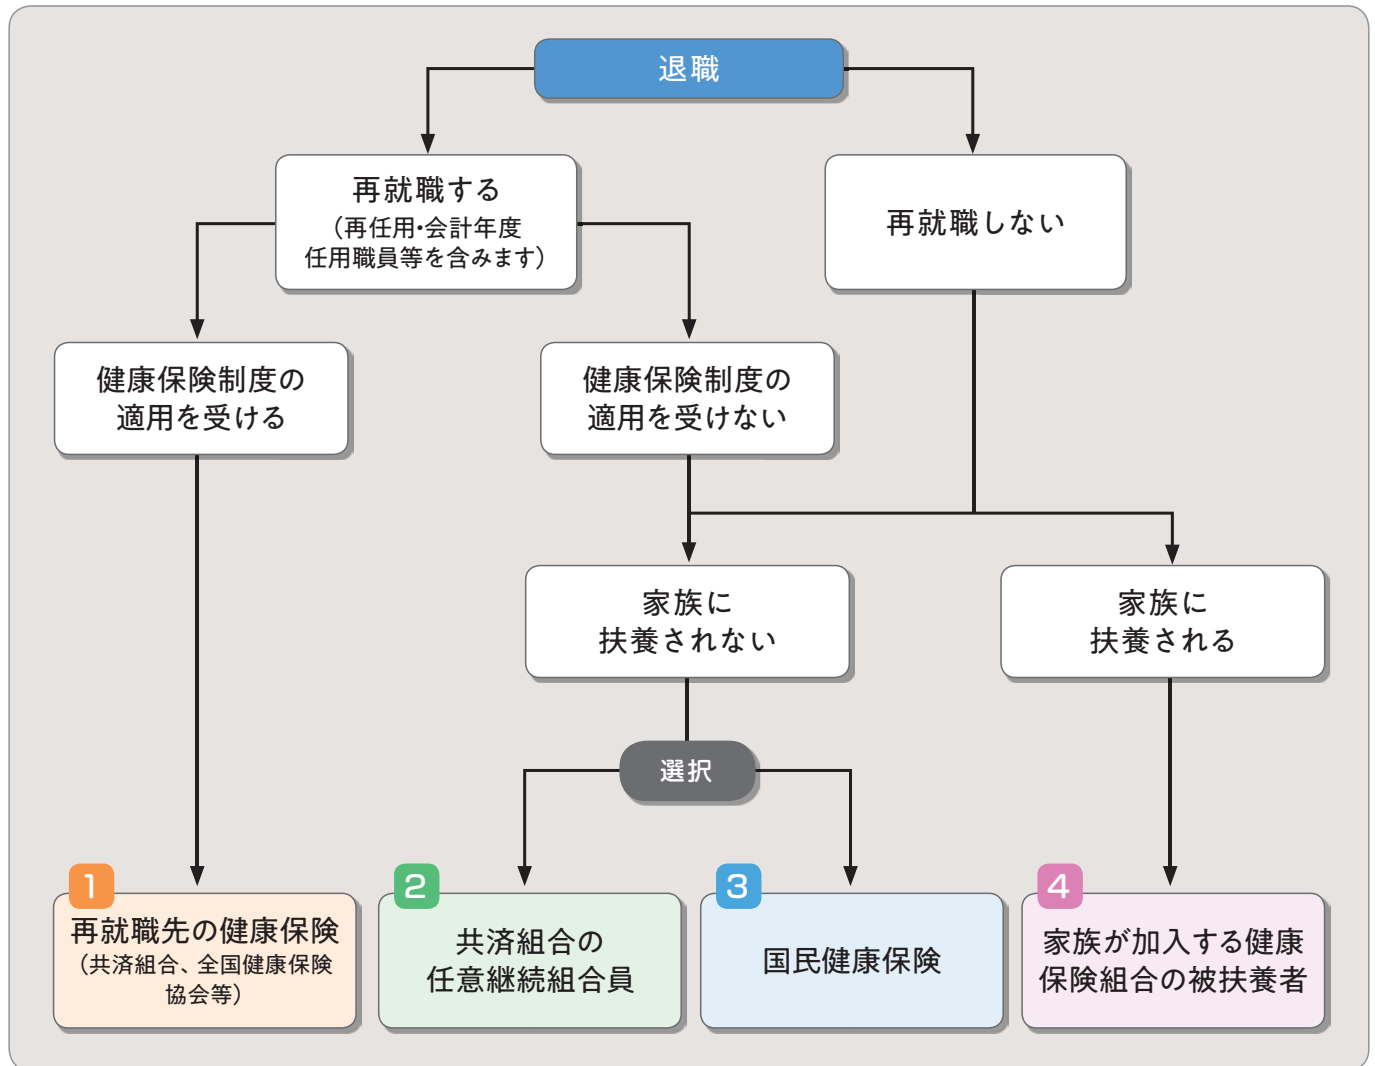 退職
再就職する
（再任用・会計年度
任用職員等を含みます）
再就職しない
健康保険制度の
適用を受ける
健康保険制度の
適用を受けない
家族に
扶養されない
家族に
扶養される
選択
1
再就職先の健康保険
（共済組合、全国健康保険
協会等）
2
共済組合の
任意継続組合員
3
国民健康保険
4
家族が加入する健康
保険組合の被扶養者